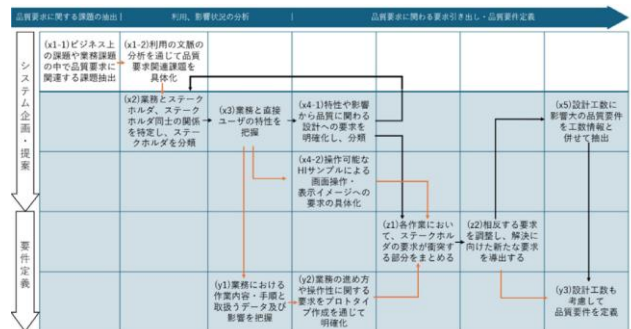 品質要求に関する課題の抽出
利用、影響状況の分析
品質要求に関わる要求引き出し・品質要件定義
システム企画・提案
(x1-1)ビジネス上
の課題や業務課題
の中で品質要求に
関連する課題抽出
(x1-2)利用の文脈の
分析を通じて品質
要求関連課題を
具体化
(x2)業務とステーク
ホルダ、ステーク
ホルダ同士の関係
を特定し、ステー
クホルダを分類
(x3)業務と直接
ユーザの特性を
把握
(x4-1)特性や影響
から品質に関わる
設計への要求を
明確化し、分類
(x5)設計工数に
影響大の品質要件
を工数情報と
併せて抽出
(x4-2)操作可能な
HIサンプルによる
画面操作・
表示イメージへの
要求の具体化
要件定義
(z1)各作業におい
て、ステークホル
ダの要求が衝突す
る部分をまとめる
(z2)相反する要求
を調整し、解決に
向けた新たな要求
を導出する
(y1)業務における
作業内容・手順と
取扱うデータ及び
影響を把握
(y2)業務の進め方
や操作性に関する
要求をプロトタイ
プ作成を通じて
明確化
(y3)設計工数も
考慮して
品質要件を定義